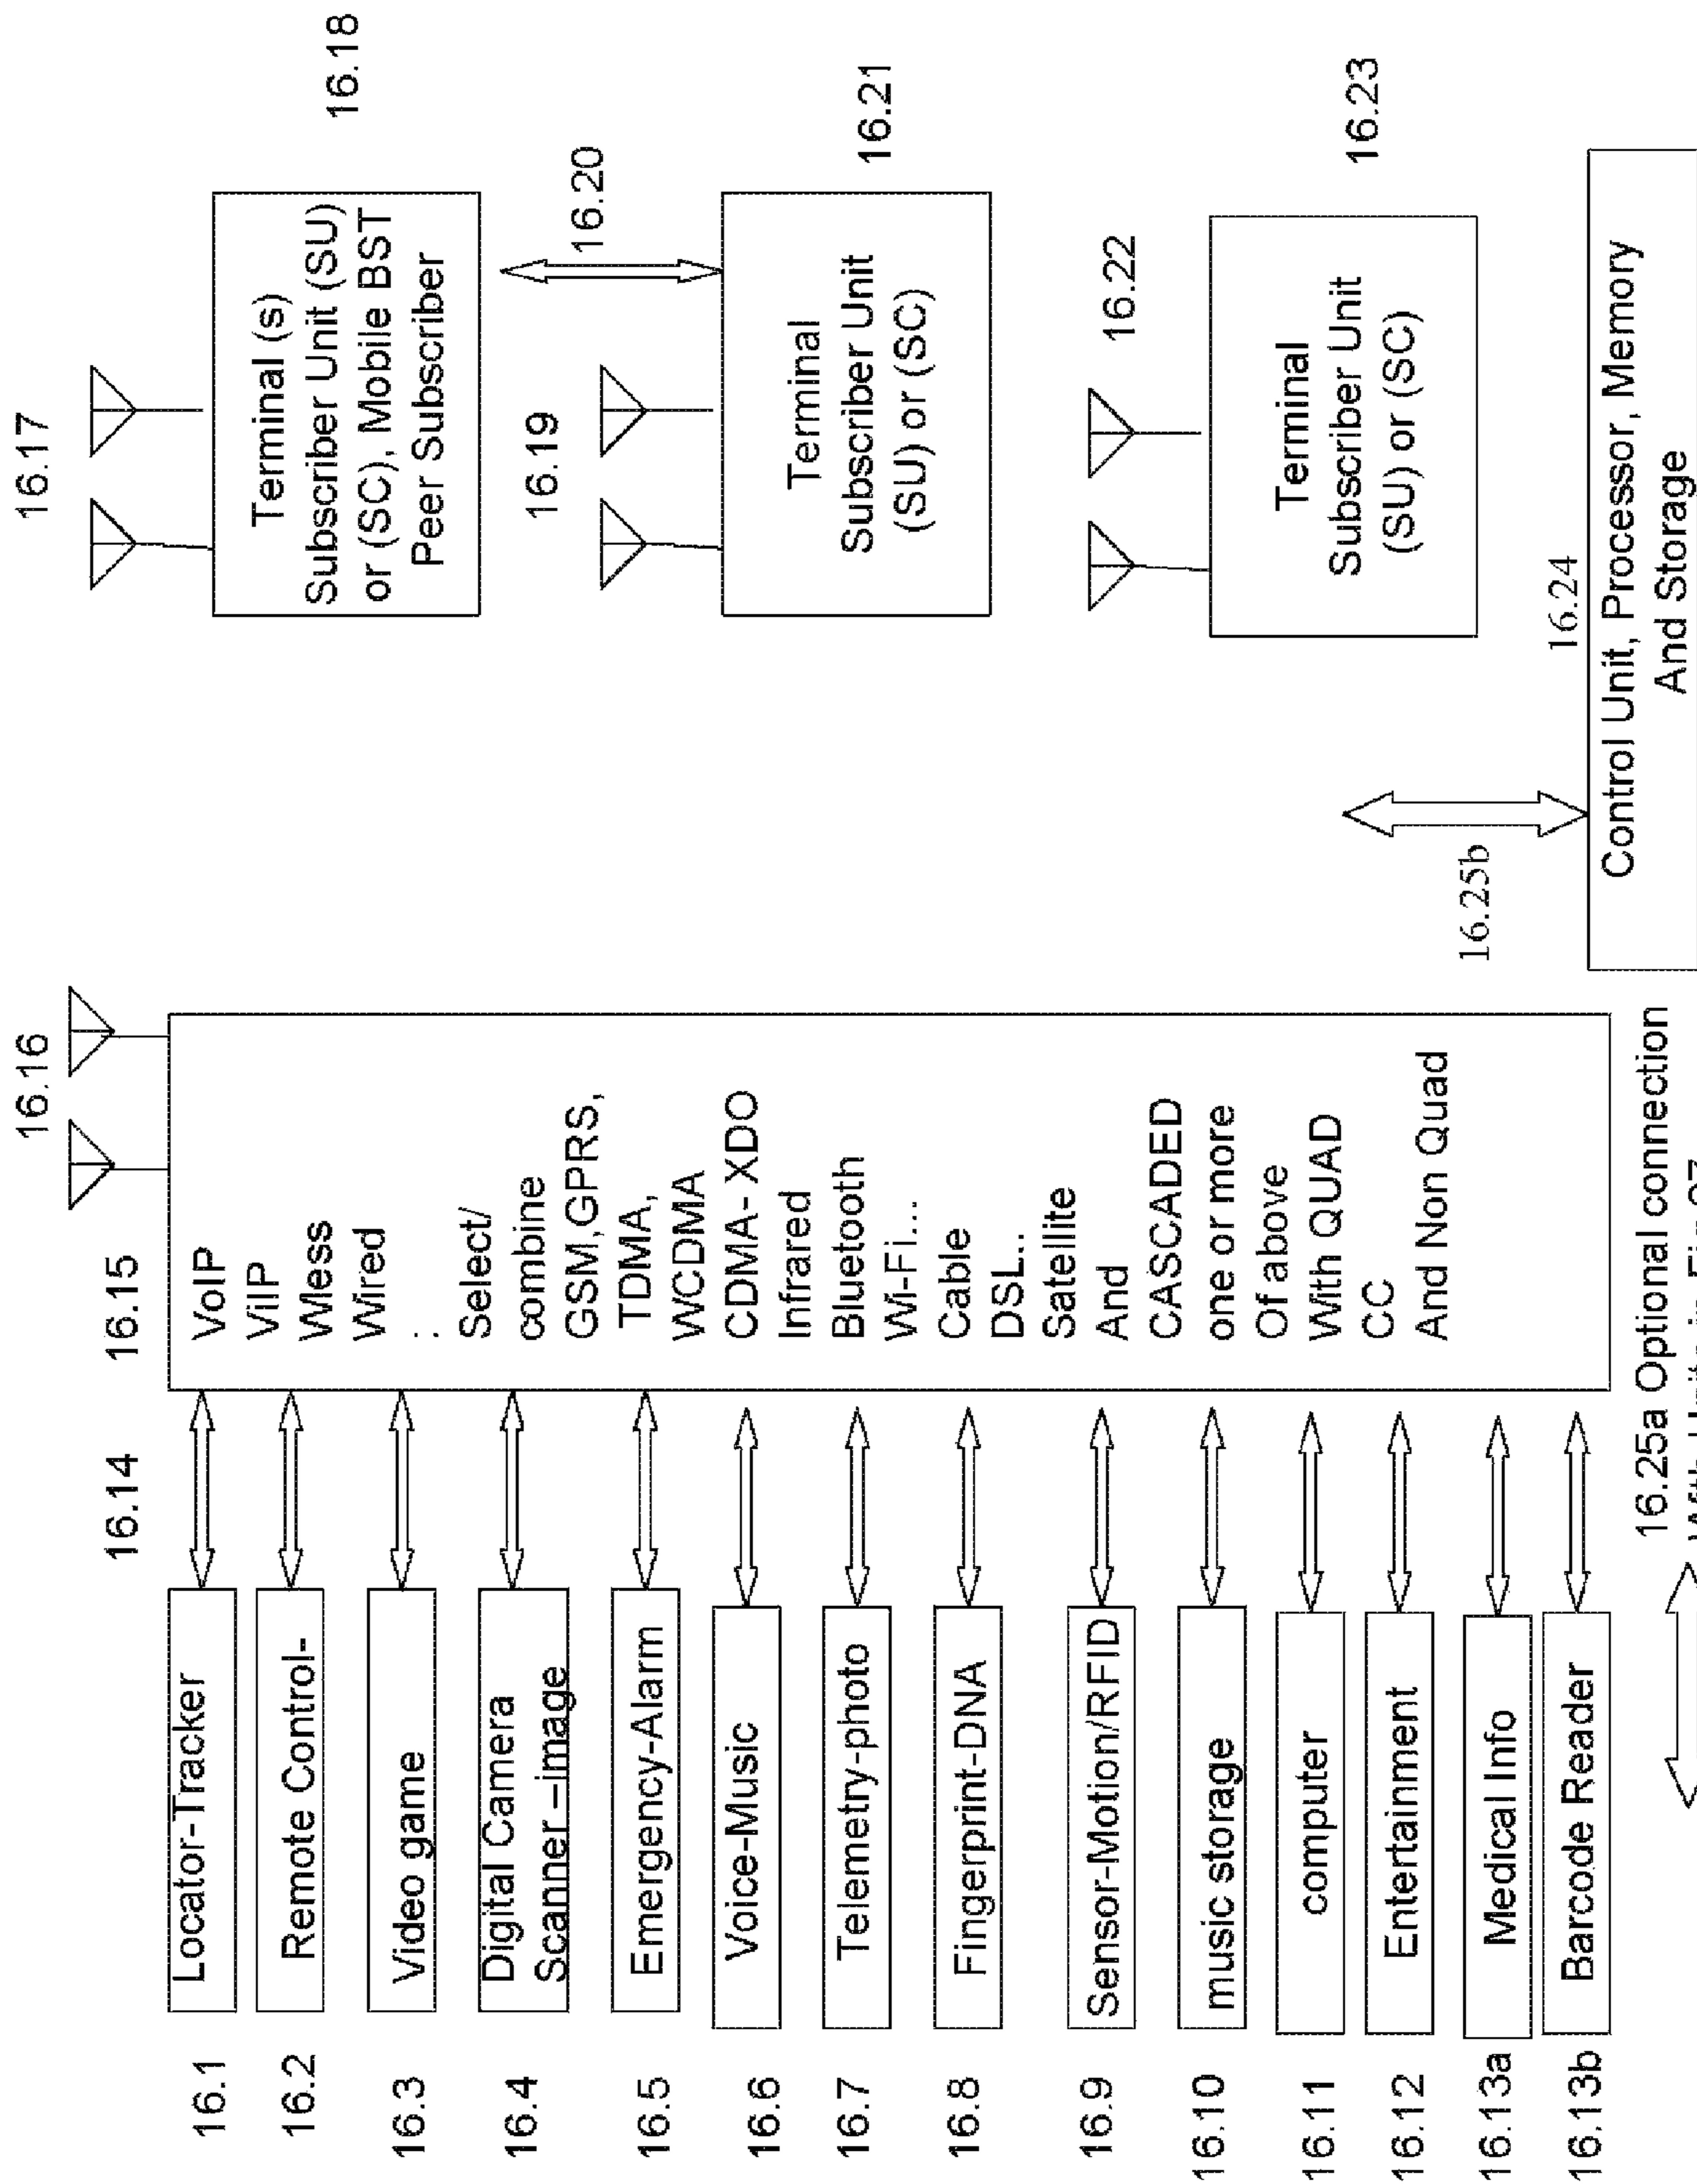 16.1
Locator-Tracker
16.2
Remote Control-
16.3
Video game
16.4
Digital Camera
Scanner –image
16.5
Emergency-Alarm
16.6
Voice-Music
16.7
Telemetry-photo
16.8
Fingerprint-DNA
16.9
Sensor-Motion/RFID
16.10
music storage
16.11
computer
16.12
Entertainment
16.13a
Medical Info
16.13b
Barcode Reader
16.14
16.15
16.16
VoIP
ViIP
Wless
Wired
:
Select/
combine
GSM,GPRS,
TDMA,
WCDMA
CDMA- XDO
Infrared
Bluetooth
Wi-Fi...
Cable
DSL..
Satellite
And
CASCADED
one or more
Of above
With QUAD
CC
And Non Quad
16.25a Optional connection
With Units in Fig
16.17
Terminal (s)
Subscriber Unit (SU)
or (SC), Mobile BST
Peer Subscriber
16.18
16.19
16.20
Terminal
Subscriber Unit
(SU) or (SC)
16.21
16.22
Terminal
Subscriber Unit
(SU) or (SC)
16.23
16.24
16.25b
Control Unit, Processor, Memory
And Storage